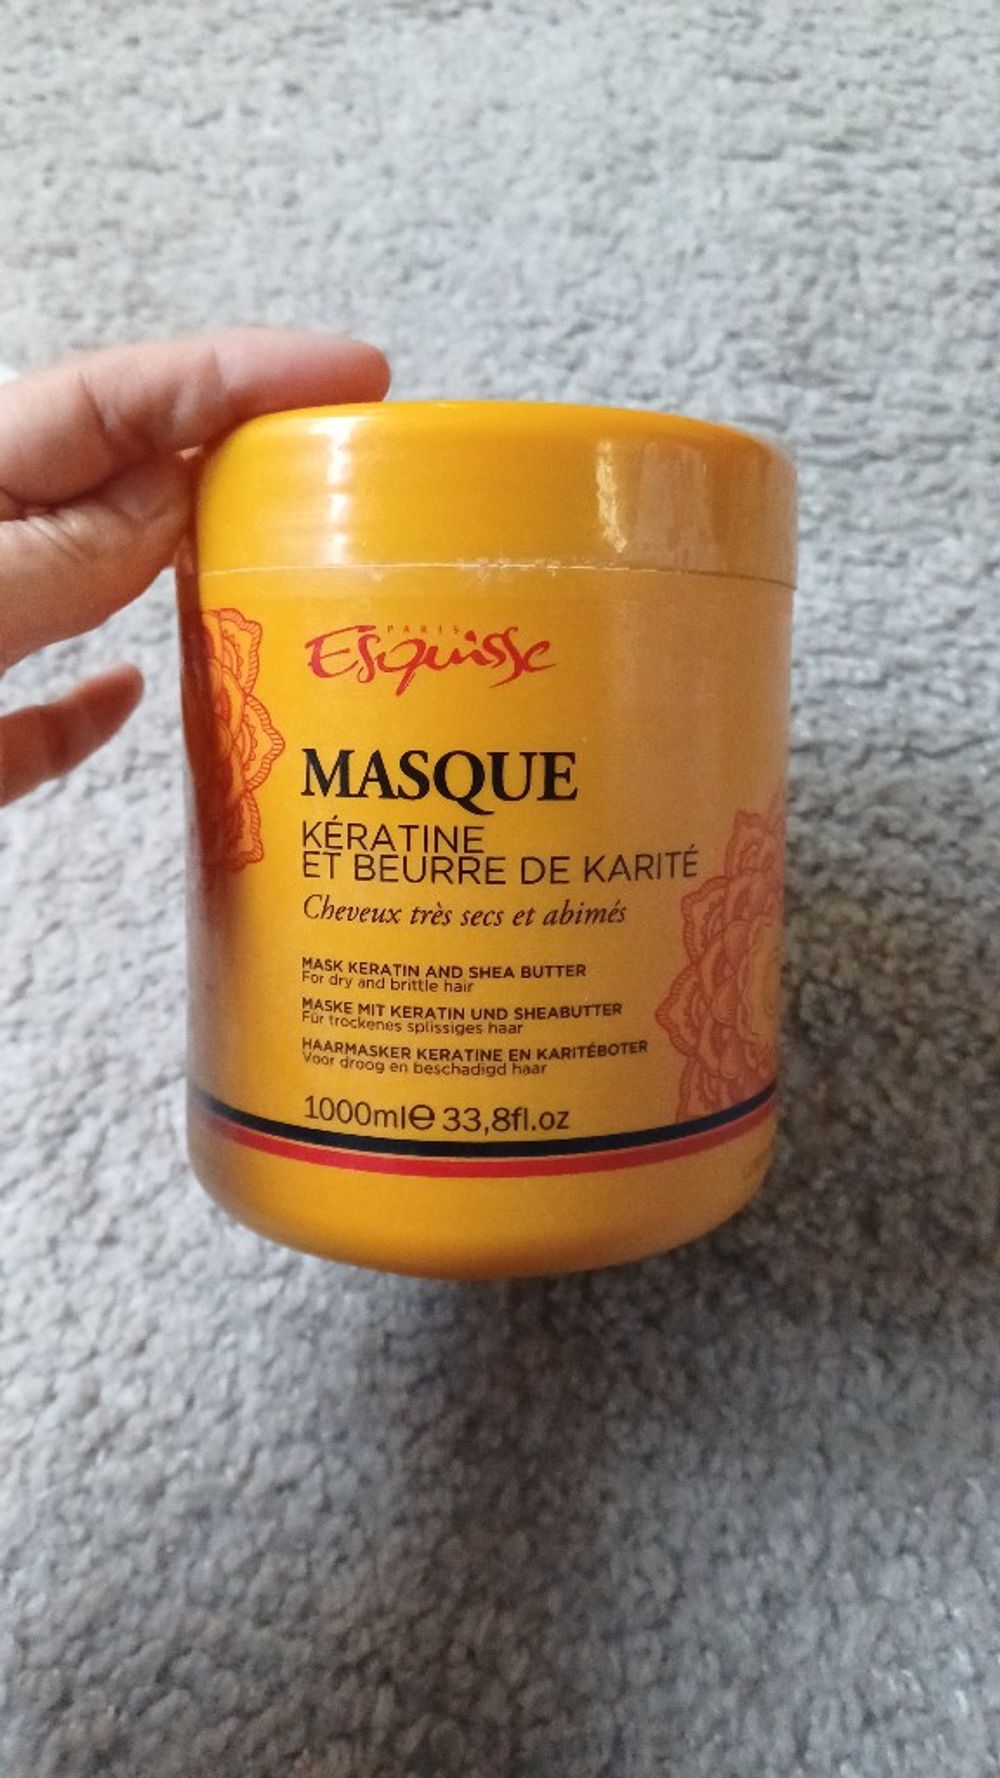 PARIS
Esquisse
MASQUE
KÉRATINE
ET BEURRE DE KARITÉ
Cheveux très secs et abimés
MASK KERATIN AND SHEA BUTTER
For dry and brittle hair
MASKE MIT KERATIN UND SHEABUTTER
Für trockenes splissiges haar
HAARMASKER KERATINE EN KARITÉBOTER
Voor droog en beschadigd haar
1000ml℮ 33,8fl.oz